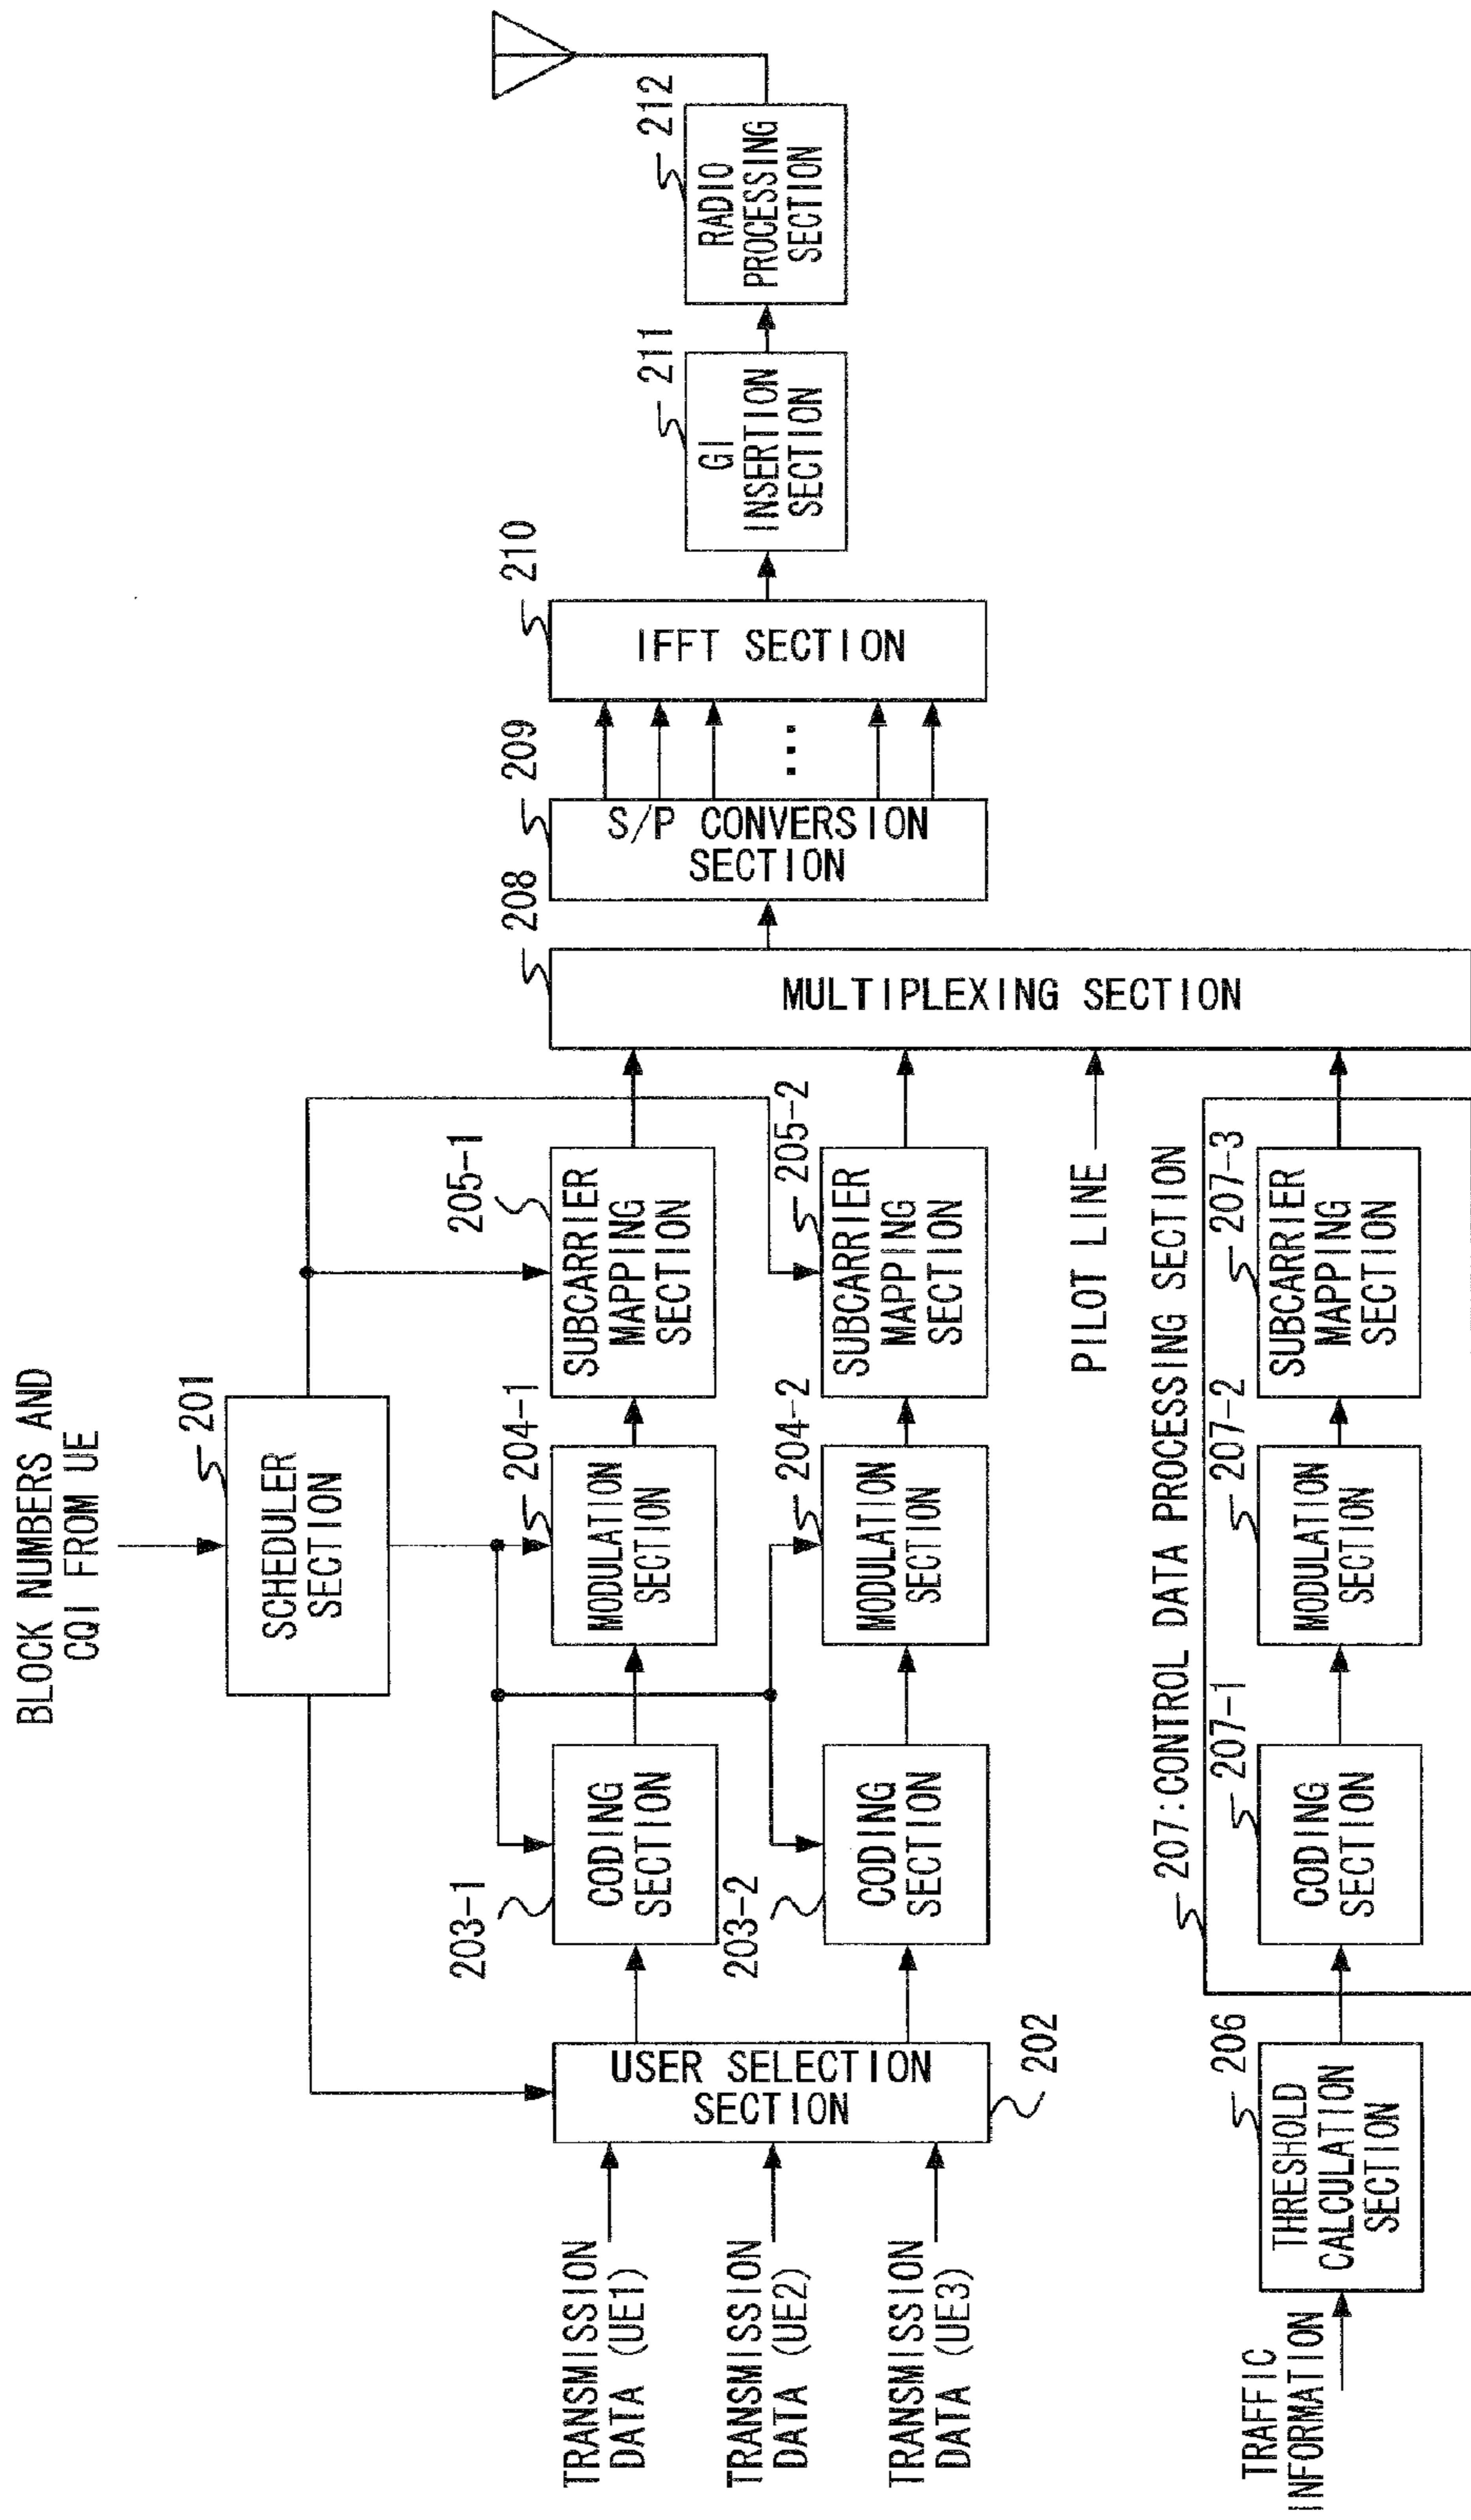 BLOCK NUMBERS AND
CQI FROM UE
201
SCHEDULER
SECTION
TRANSMISSION
DATA (UE1)
TRANSMISSION
DATA (UE2)
TRANSMISSION
DATA (UE3)
USER SELECTION
SECTION
202
203-1
CODING
SECTION
204-1
MODULATION
SECTION
205-1
SUBCARRIER
MAPPING
SECTION
203-2
CODING
SECTION
204-2
MODULATION
SECTION
205-2
SUBCARRIER
MAPPING
SECTION
PILOT LINE
TRAFFIC
INFORMATION
206
THRESHOLD
CALCULATION
SECTION
207:CONTROL DATA PROCESSING SECTION
207-1
CODING
SECTION
207-2
MODULATION
SECTION
207-3
SUBCARRIER
MAPPING
SECTION
208
MULTIPLEXING SECTION
209
S/P CONVERSION
SECTION
...
210
IFFT SECTION
211
GI
INSERTION
SECTION
212
RADIO
PROCESSING
SECTION